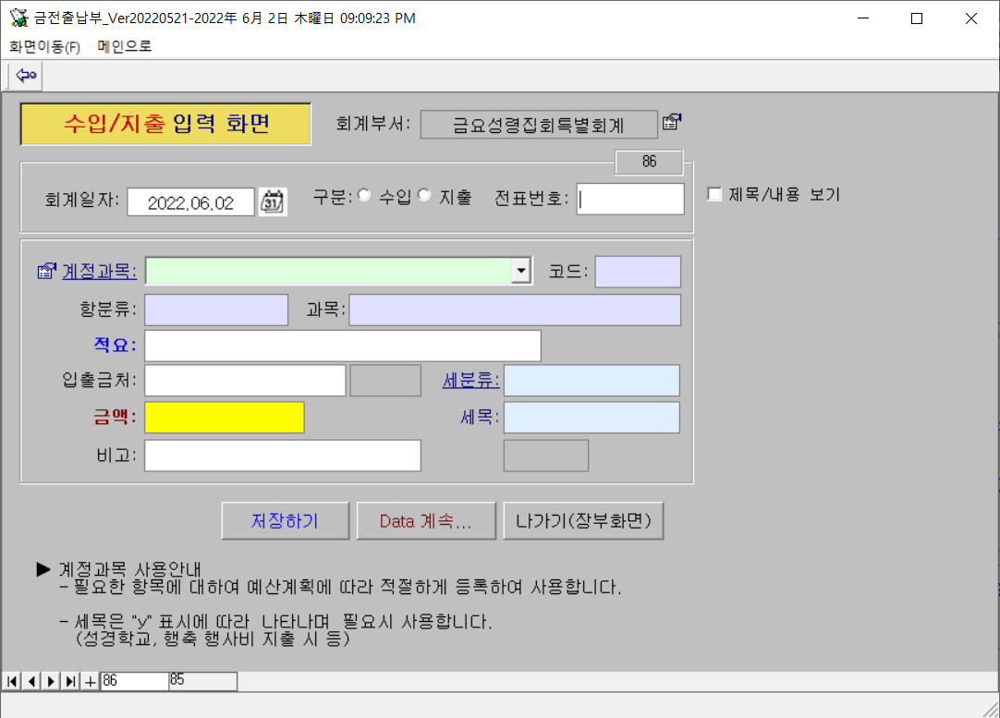 금전출납부_Ver20220521-2022년 6월 2일 木曜日 09:09:23 PM
화면이동(F) 메인으로
수입/지출 입력 화면 회계부서: 금요성령집회특별회계
86
회계일자: 2022.06.02 31 구분: 수입 지출 전표번호: 제목/내용 보기
계정과목: 코드:
항분류: 과목:
적요:
입출금처: 세분류:
금액: 세목:
비고:
저장하기 Data 계속... 나가기(장부화면)
▶ 계정과목 사용안내
- 필요한 항목에 대하여 예산계획에 따라 적절하게 등록하여 사용합니다.
- 세목은 "y" 표시에 따라 나타나며 필요시 사용합니다.
(성경학교, 행축 행사비 지출 시 등)
86 85